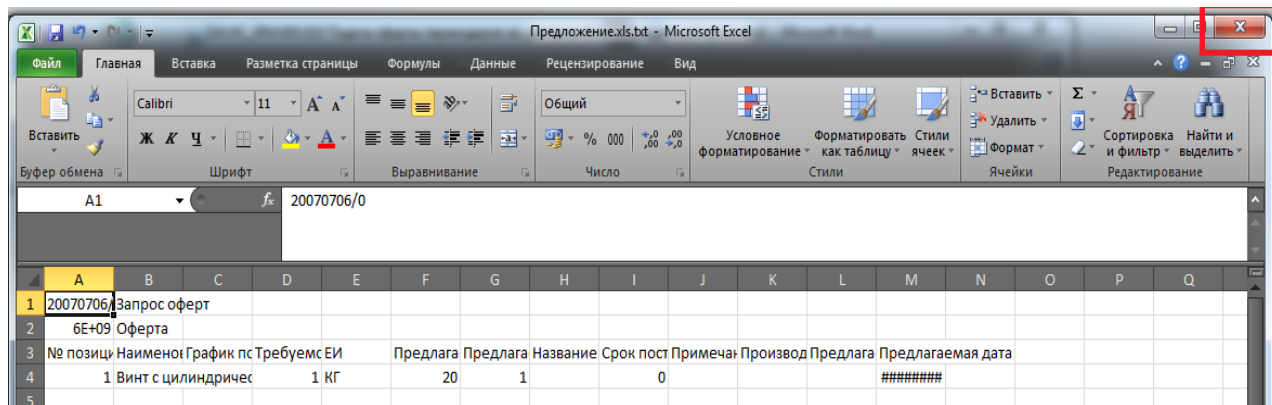 Предложение.xls.txt - Microsoft Excel
Файл Главная Вставка Разметка страницы Формулы Данные Рецензирование Вид
Вставить
Calibri 11
Ж К Ч
Общий
% 000
Условное форматирование
Форматировать как таблицу
Стили ячеек
Вставить
Удалить
Формат
Σ
Сортировка и фильтр
Найти и выделить
Буфер обмена Шрифт Выравнивание Число Стили Ячейки Редактирование
A1 fx 20070706/0
A B C D E F G H I J K L M N O P Q
1 20070706/ Запрос оферт
2 6E+09 Оферта
3 № позици Наименов График по Требуемо ЕИ Предлага Предлага Название Срок пост Примечан Производ Предлага Предлагаемая дата
4 1 Винт с цилиндричес 1 КГ 20 1 0 ########
5